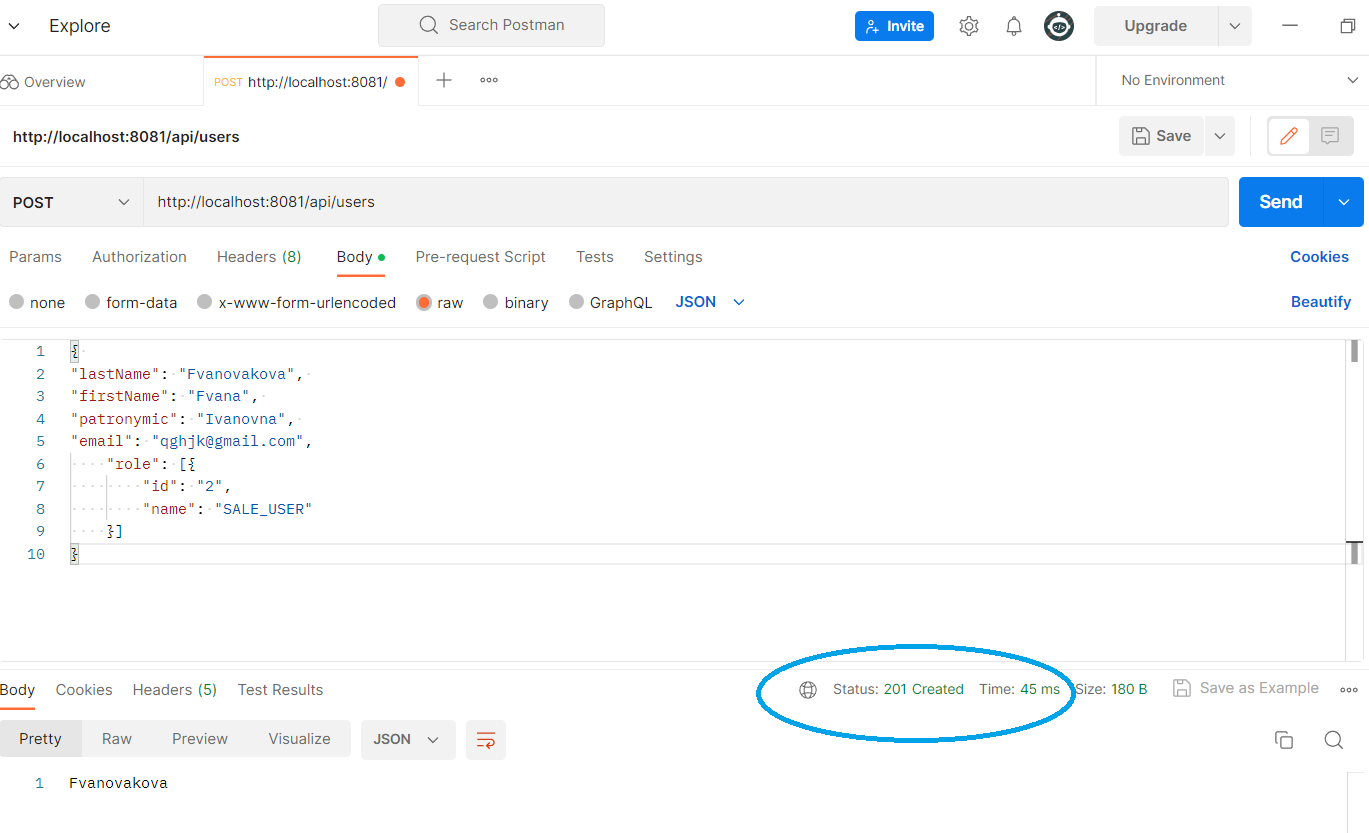 Explore Search Postman Invite Upgrade
Overview POST http://localhost:8081/ No Environment
http://localhost:8081/api/users Save
POST http://localhost:8081/api/users Send
Params Authorization Headers (8) Body Pre-request Script Tests Settings Cookies
none form-data x-www-form-urlencoded raw binary GraphQL JSON Beautify
1 {
2 "lastName": "Fvanovakova",
3 "firstName": "Fvana",
4 "patronymic": "Ivanovna",
5 "email": "qghjk@gmail.com",
6 "role": [{
7 "id": "2",
8 "name": "SALE_USER"
9 }]
10 }
Body Cookies Headers (5) Test Results Status: 201 Created Time: 45 ms Size: 180 B Save as Example
Pretty Raw Preview Visualize JSON
1 Fvanovakova